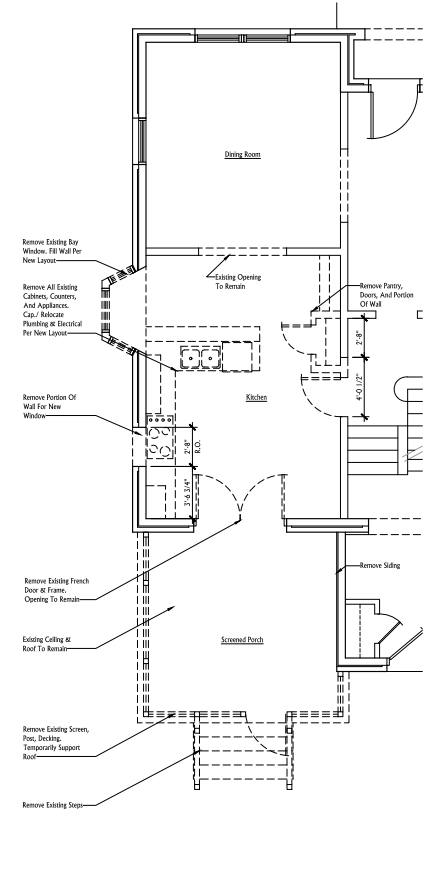 Dining Room
Remove Existing Bay
Window. Fill Wall Per
New Layout
Existing Opening
To Remain
Remove All Existing
Cabinets, Counters,
And Appliances.
Cap./ Relocate
Plumbing & Electrical
Per New Layout
Remove Pantry,
Doors, And Portion
Of Wall
2'-8"
4'-0 1/2"
Kitchen
Remove Portion Of
Wall For New
Window
2'-8"
R.O.
3'-6 3/4"
Remove Existing French
Door & Frame.
Opening To Remain
Remove Siding
Existing Ceiling &
Roof To Remain
Screened Porch
Remove Existing Screen,
Post, Decking.
Temporarily Support
Roof
Remove Existing Steps